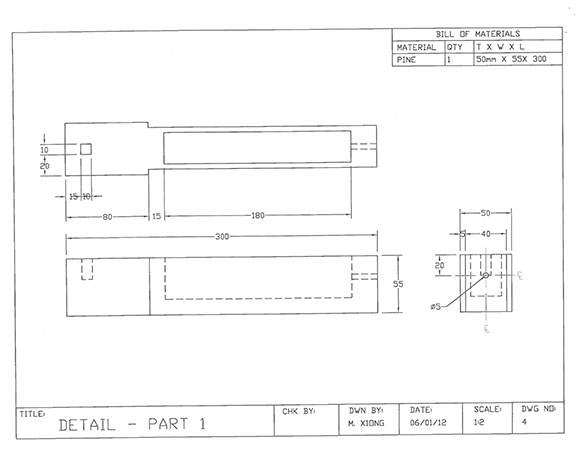 BILL OF MATERIALS
MATERIAL QTY T X W X L
PINE 1 50mm X 55X 300
10
20
15 10
80 15 180
300
50
5 40
20
55
Ø5
TITLE: DETAIL - PART 1
CHK BY:
DWN BY: M. XIONG
DATE: 06/01/12
SCALE: 1:2
DWG NO: 4